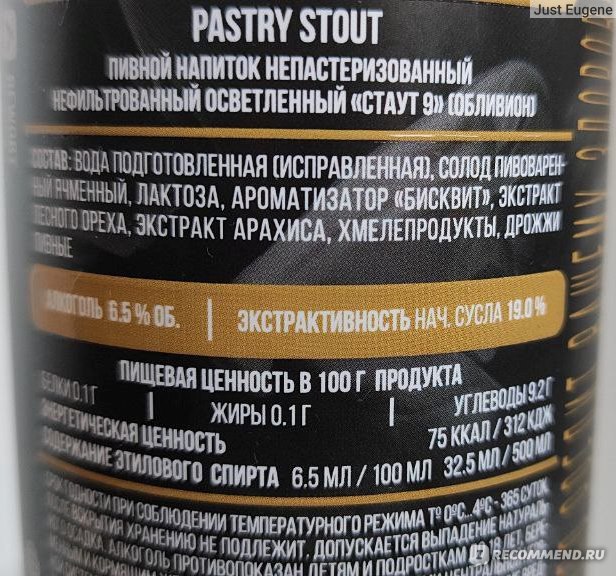 Just Eugene
PASTRY STOUT
ПИВНОЙ НАПИТОК НЕПАСТЕРИЗОВАННЫЙ
НЕФИЛЬТРОВАННЫЙ ОСВЕТЛЕННЫЙ «СТАУТ 9» (ОБЛИВИОН)
СОСТАВ: ВОДА ПОДГОТОВЛЕННАЯ (ИСПРАВЛЕННАЯ), СОЛОД ПИВОВАРЕН-
НЫЙ ЯЧМЕННЫЙ, ЛАКТОЗА, АРОМАТИЗАТОР «БИСКВИТ», ЭКСТРАКТ
ЛЕСНОГО ОРЕХА, ЭКСТРАКТ АРАХИСА, ХМЕЛЕПРОДУКТЫ, ДРОЖЖИ
ПИВНЫЕ
АЛКОГОЛЬ 6.5 % ОБ. | ЭКСТРАКТИВНОСТЬ НАЧ. СУСЛА 19.0 %
ПИЩЕВАЯ ЦЕННОСТЬ В 100 Г ПРОДУКТА
БЕЛКИ 0.1 Г | ЖИРЫ 0.1 Г | УГЛЕВОДЫ 9.2 Г
ЭНЕРГЕТИЧЕСКАЯ ЦЕННОСТЬ 75 ККАЛ / 312 КДЖ
СОДЕРЖАНИЕ ЭТИЛОВОГО СПИРТА 6.5 МЛ / 100 МЛ 32.5 МЛ / 500 МЛ
СРОК ГОДНОСТИ ПРИ СОБЛЮДЕНИИ ТЕМПЕРАТУРНОГО РЕЖИМА Т° 0°С...4°С - 365 СУТОК
ПОСЛЕ ВСКРЫТИЯ ХРАНЕНИЮ НЕ ПОДЛЕЖИТ. ДОПУСКАЕТСЯ ВЫПАДЕНИЕ НАТУРАЛЬ-
ОСАДКА. АЛКОГОЛЬ ПРОТИВОПОКАЗАН ДЕТЯМ И ПОДРОСТКАМ 18 ЛЕТ, БЕРЕ-
И КОРМЯЩИМ
ВАШЕМУ ЗДОРОВ
IRECOMMEND.RU